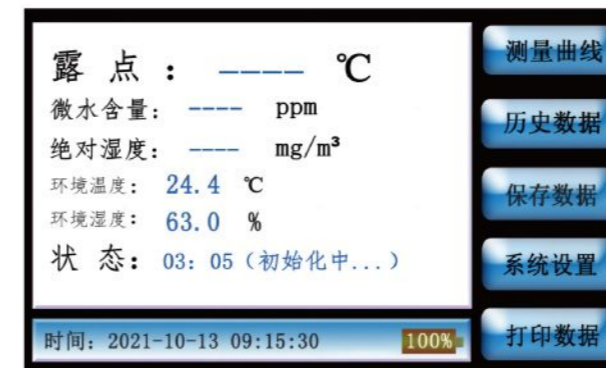 露 点 : ---- ℃
微水含量: ---- ppm
绝对湿度: ---- mg/m³
环境温度: 24.4 ℃
环境湿度: 63.0 %
状 态: 03: 05 (初始化中...)
时间: 2021-10-13 09:15:30
100%
测量曲线
历史数据
保存数据
系统设置
打印数据